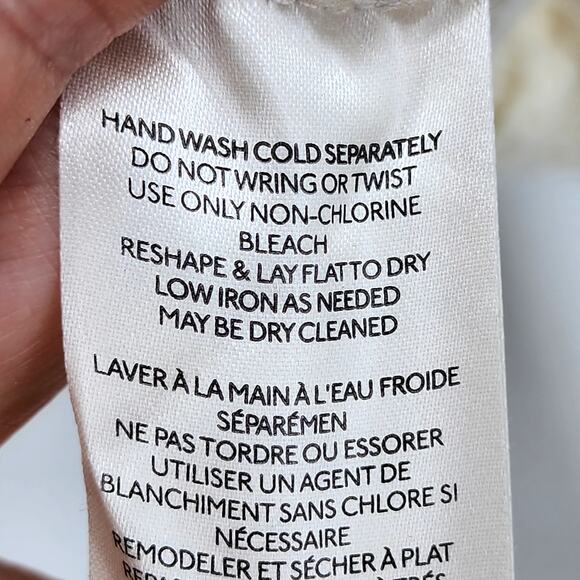 HAND WASH COLD SEPARATELY
DO NOT WRING OR TWIST
USE ONLY NON-CHLORINE
BLEACH
RESHAPE & LAY FLAT TO DRY
LOW IRON AS NEEDED
MAY BE DRY CLEANED
LAVER À LA MAIN À L'EAU FROIDE
SÉPARÉMEN
NE PAS TORDRE OU ESSORER
UTILISER UN AGENT DE
BLANCHIMENT SANS CHLORE SI
NÉCESSAIRE
REMODELER ET SÉCHER À PLAT